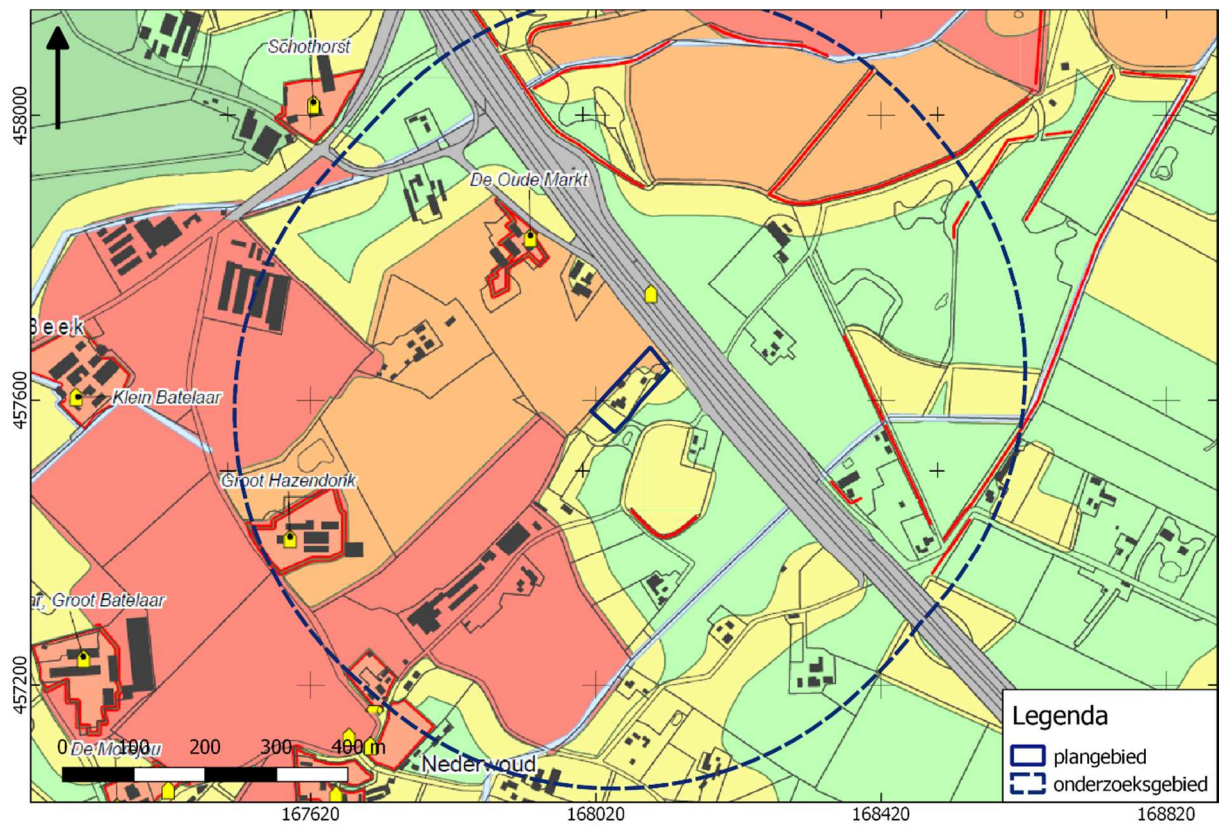 Schothorst
458000
De Oude Markt
Beek
Klein Batelaar
457600
Groot Hazendonk
ar, Groot Batelaar
457200
Legenda
plangebied
onderzoeksgebied
0 100 200 300 400 m
Nederwoud
167620 168020 168420 168820